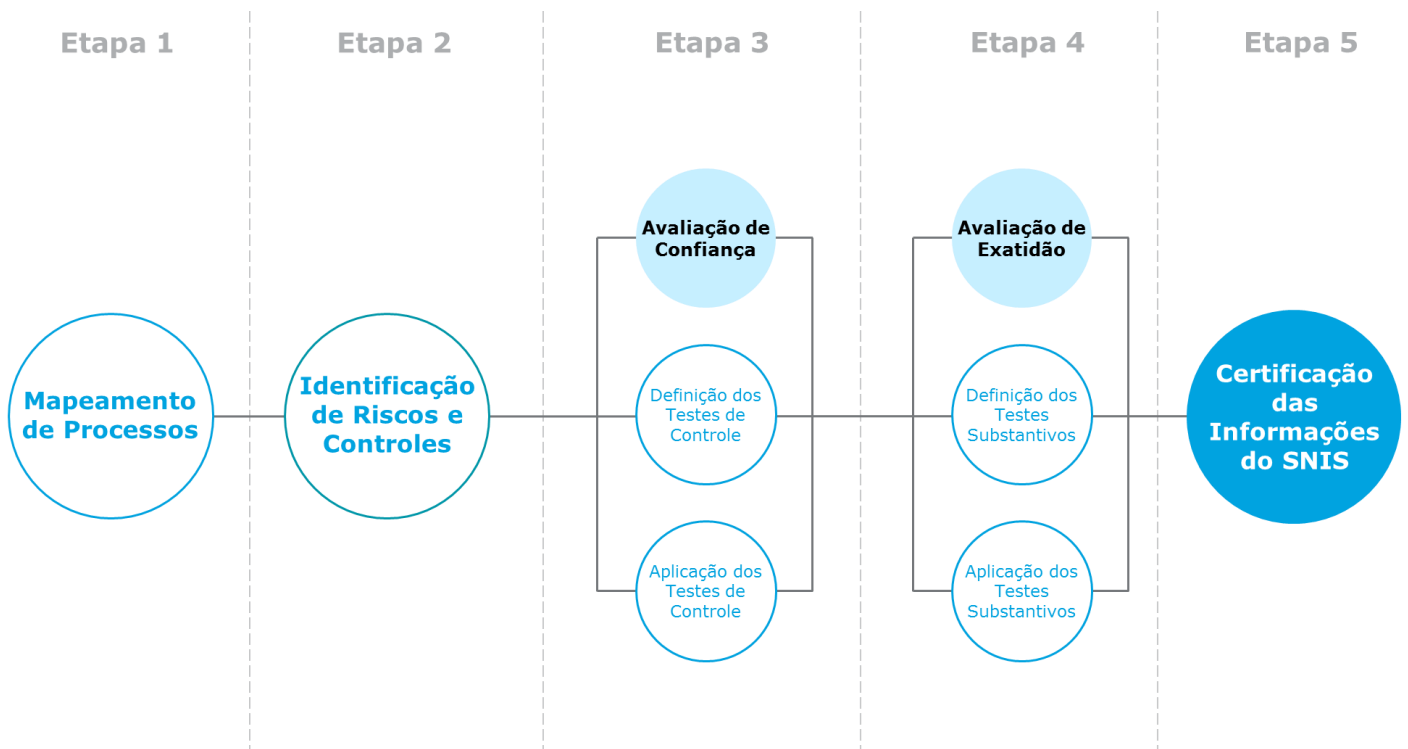 Etapa 1
Etapa 2
Etapa 3
Etapa 4
Etapa 5
Mapeamento
de Processos
Identificação
de Riscos e
Controles
Avaliação de
Confiança
Definição dos
Testes de
Controle
Aplicação dos
Testes de
Controle
Avaliação de
Exatidão
Definição dos
Testes
Substantivos
Aplicação dos
Testes
Substantivos
Certificação
das
Informações
do SNIS